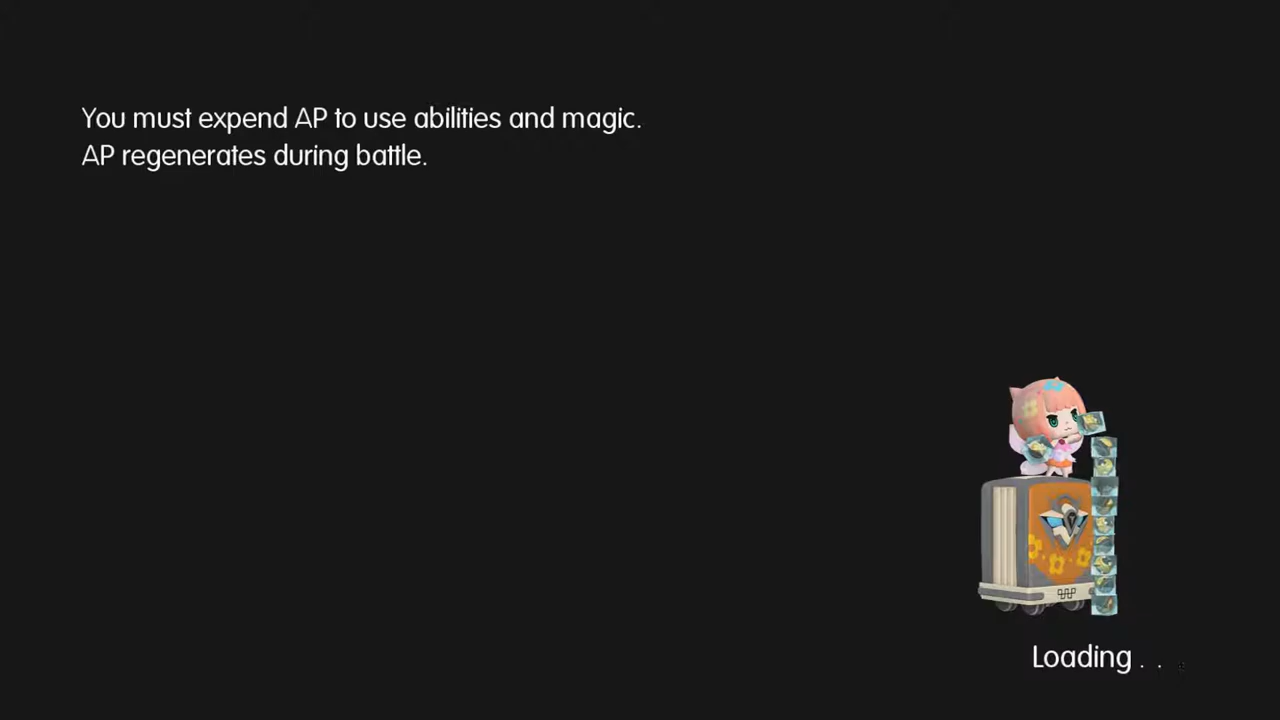 You must expend AP to use abilities and magic.
AP regenerates during battle.
Loading . . .